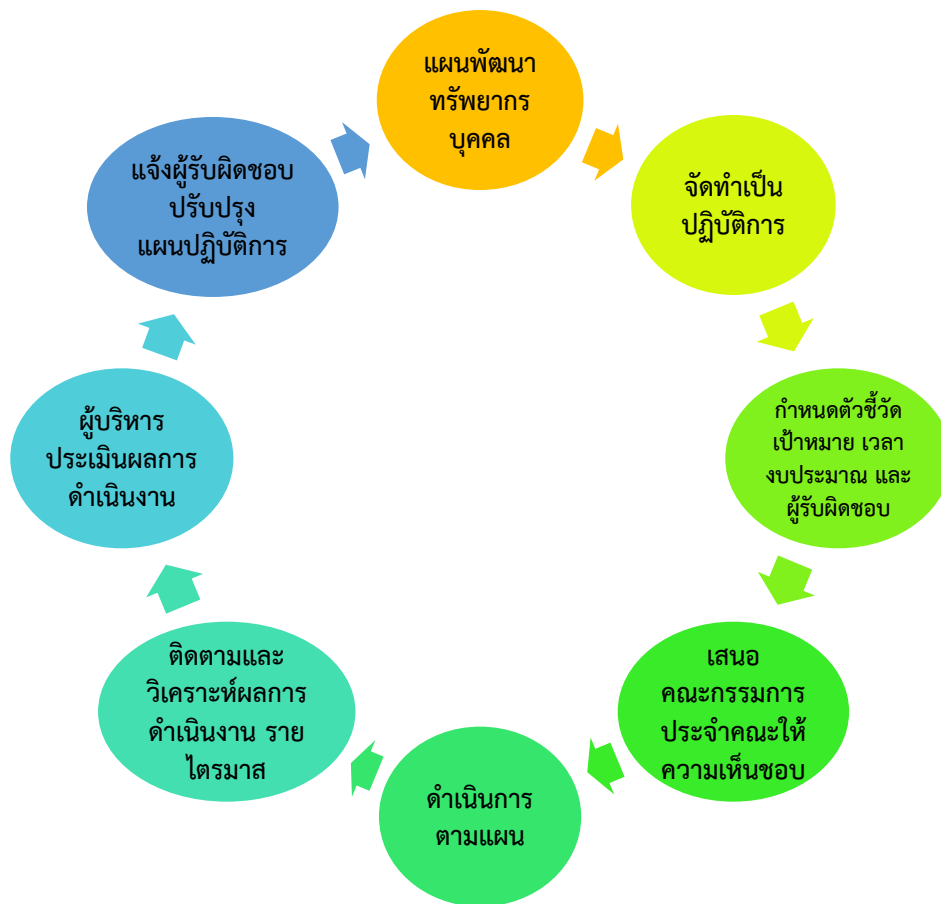 แผนพัฒนา
ทรัพยากร
บุคคล
จัดทำเป็น
ปฏิบัติการ
กำหนดตัวชี้วัด
เป้าหมาย เวลา
งบประมาณ และ
ผู้รับผิดชอบ
เสนอ
คณะกรรมการ
ประจำคณะให้
ความเห็นชอบ
ดำเนินการ
ตามแผน
ติดตามและ
วิเคราะห์ผลการ
ดำเนินงาน ราย
ไตรมาส
ผู้บริหาร
ประเมินผลการ
ดำเนินงาน
แจ้งผู้รับผิดชอบ
ปรับปรุง
แผนปฏิบัติการ